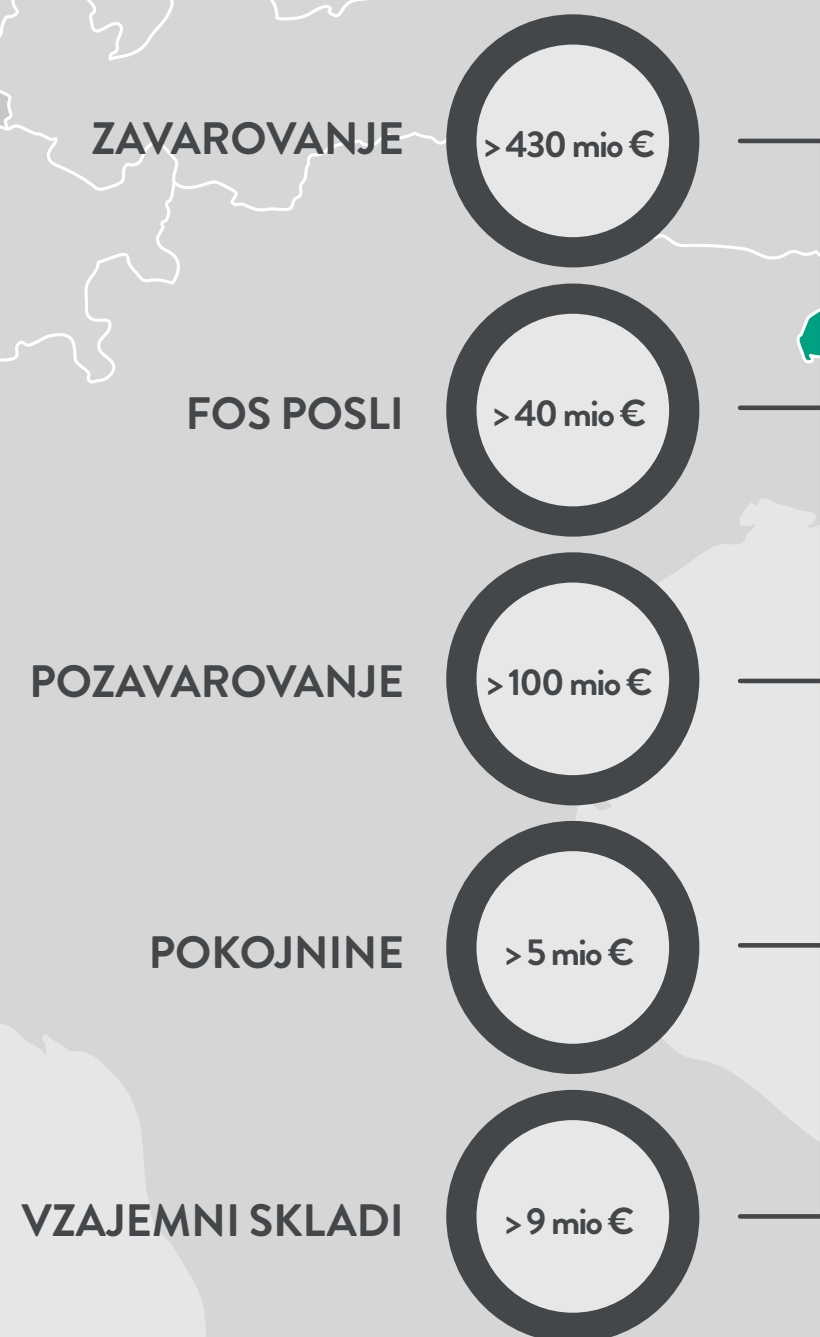 ZAVAROVANJE
>430 mio €
FOS POSLI
>40 mio €
POZAVAROVANJE
>100 mio €
POKOJNINE
>5 mio €
VZAJEMNI SKLADI
>9 mio €